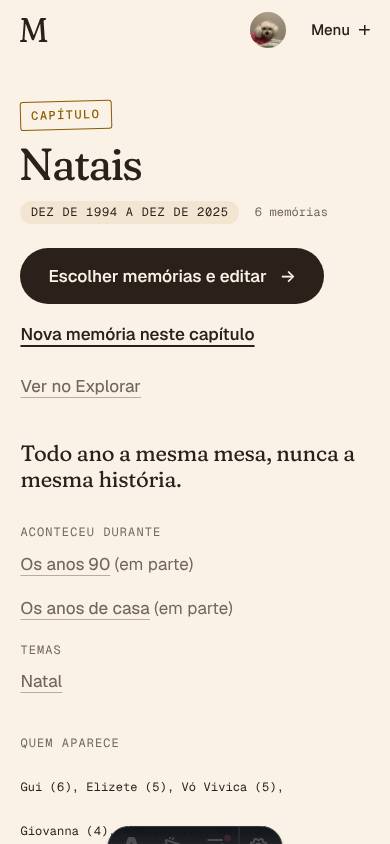 M
Menu +
CAPÍTULO
Natais
DEZ DE 1994 A DEZ DE 2025 6 memórias
Escolher memórias e editar →
Nova memória neste capítulo
Ver no Explorar
Todo ano a mesma mesa, nunca a
mesma história.
ACONTECEU DURANTE
Os anos 90 (em parte)
Os anos de casa (em parte)
TEMAS
Natal
QUEM APARECE
Gui (6), Elizete (5), Vó Vivica (5),
Giovanna (4),